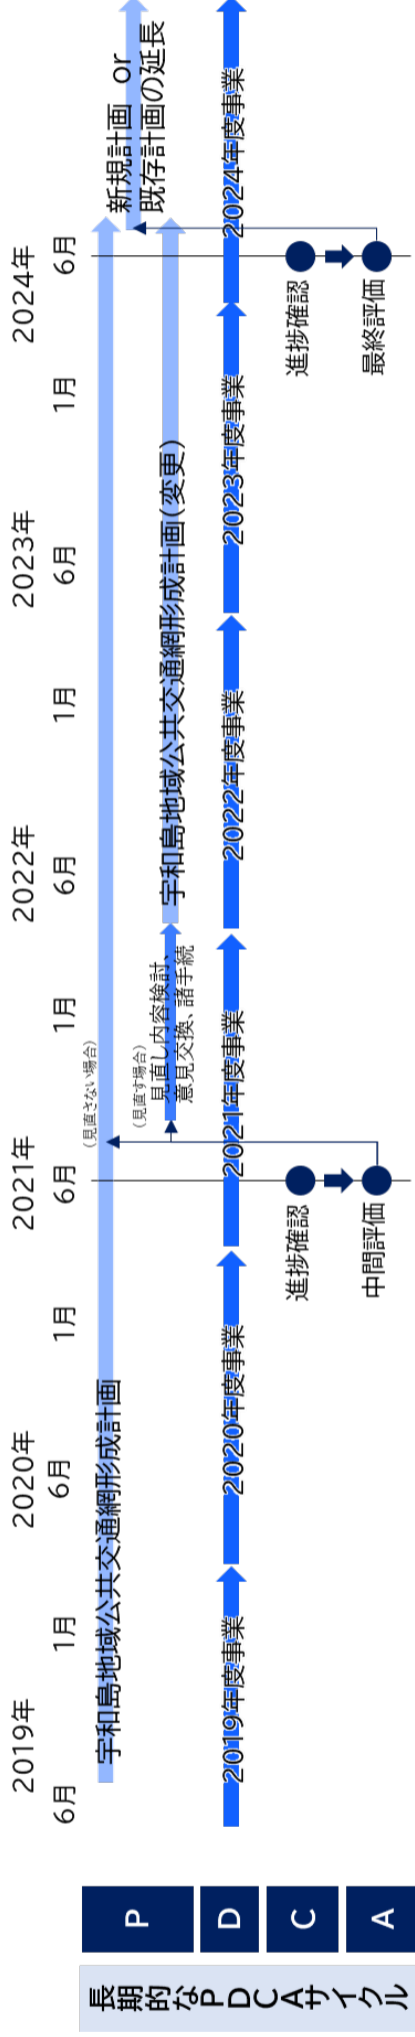 長期的なPDCAサイクル
P
D
C
A
2019年
2020年
2021年
2022年
2023年
2024年
6月
1月
6月
1月
6月
1月
6月
1月
6月
1月
6月
宇和島地域公共交通網形成計画
(見直さない場合)
(見直す場合)
見直し内容検討、
意見交換、諸手続
宇和島地域公共交通網形成計画(変更)
新規計画 or
既存計画の延長
2019年度事業
2020年度事業
2021年度事業
2022年度事業
2023年度事業
2024年度事業
進捗確認
進捗確認
中間評価
最終評価